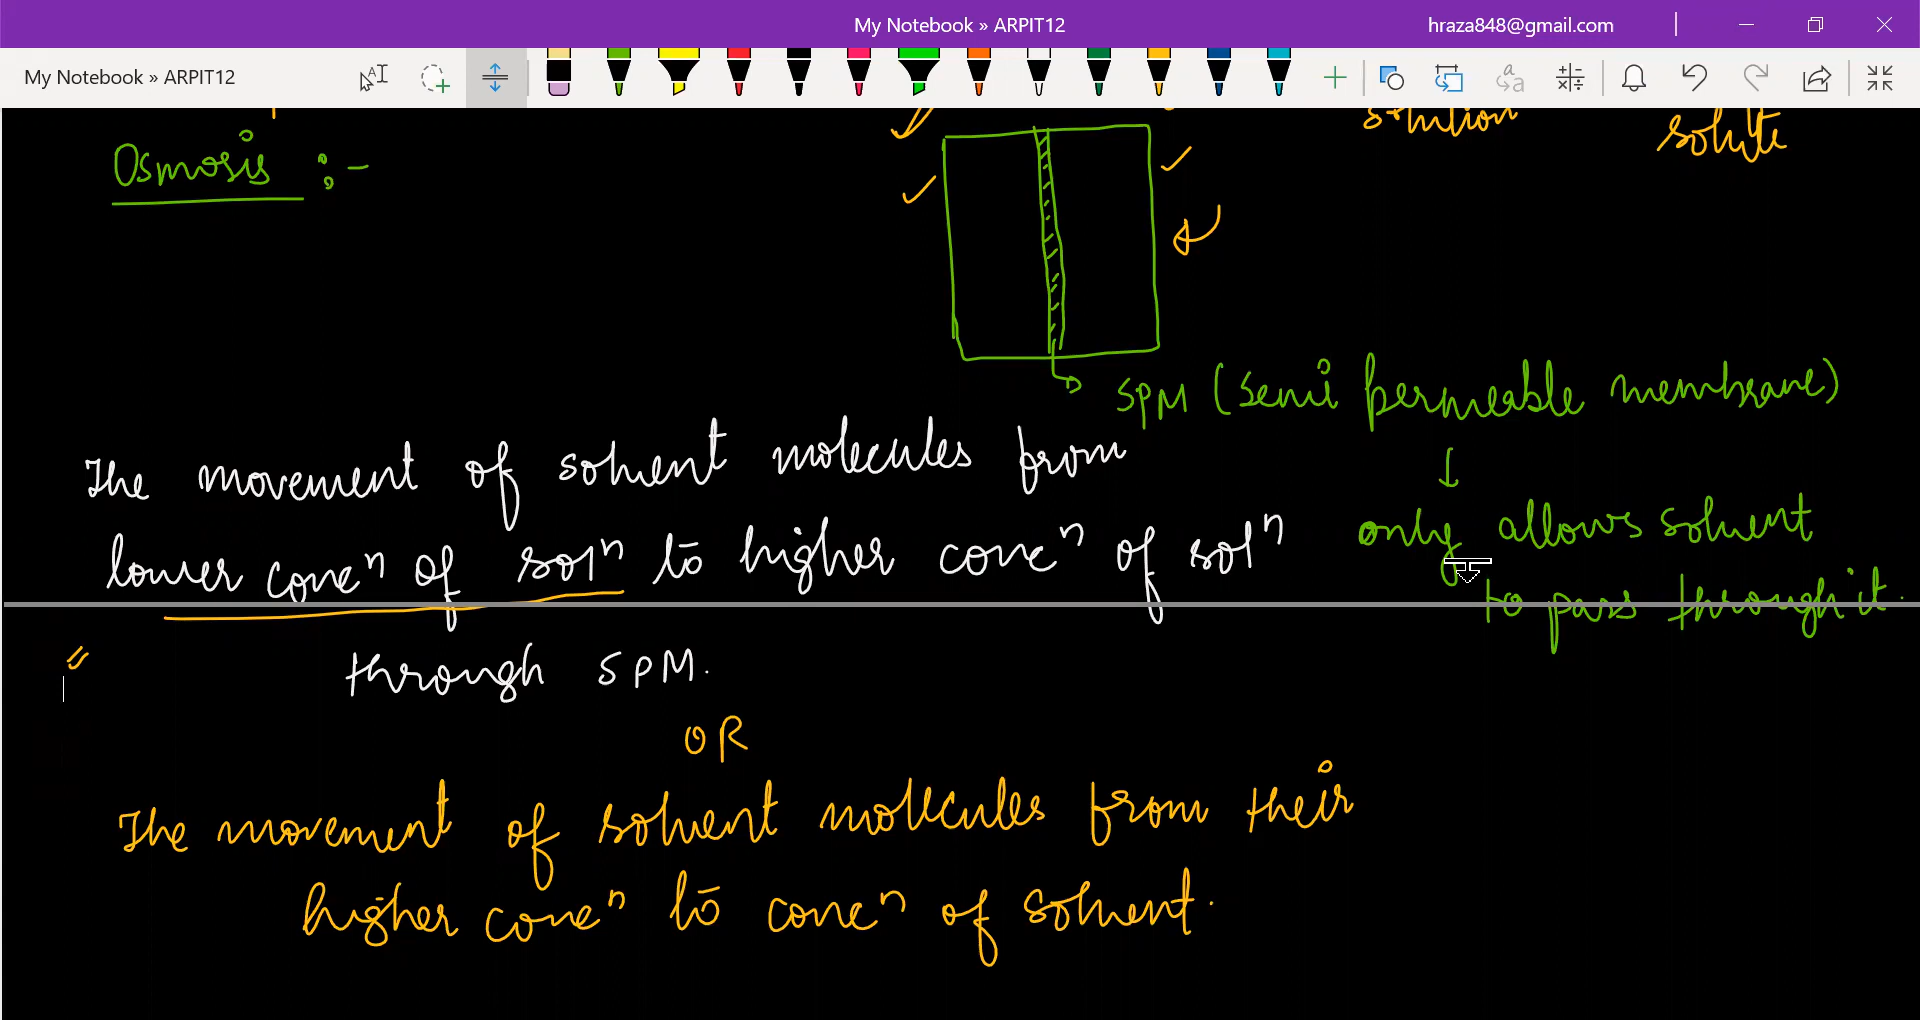 My Notebook » ARPIT12
hraza848@gmail.com
My Notebook » ARPIT12
solution
solute
Osmosis :-
SPM (Semi permeable membrane)
↓
only allows solvent
to pass through it.
The movement of solvent molecules from
lower concⁿ of solⁿ to higher concⁿ of solⁿ
through SPM.
OR
The movement of solvent molecules from their
higher concⁿ to concⁿ of solvent.